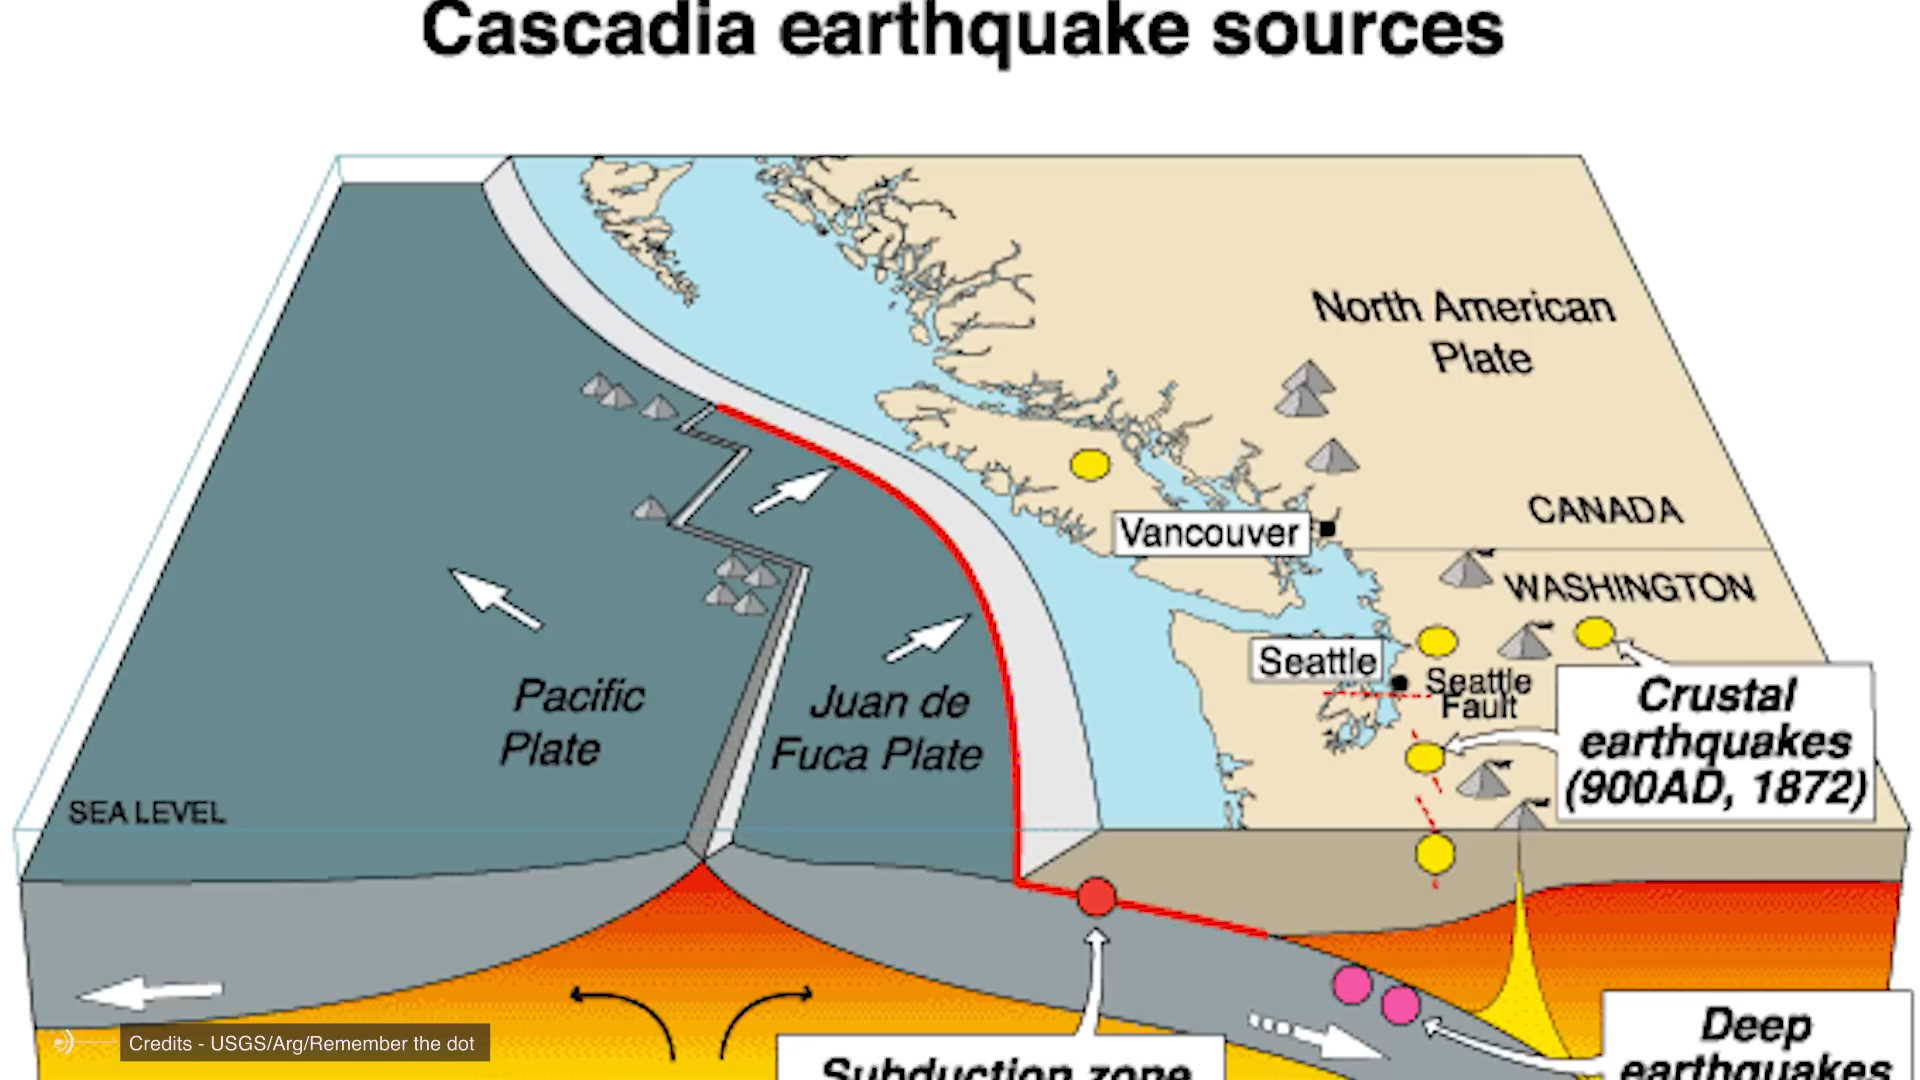 Cascadia earthquake sources
North American
Plate
CANADA
Vancouver
WASHINGTON
Seattle
Seattle
Fault
Crustal
earthquakes
(900AD, 1872)
Pacific
Plate
Juan de
Fuca Plate
SEA LEVEL
Deep
earthquakes
Subduction zone
Credits - USGS/Arg/Remember the dot